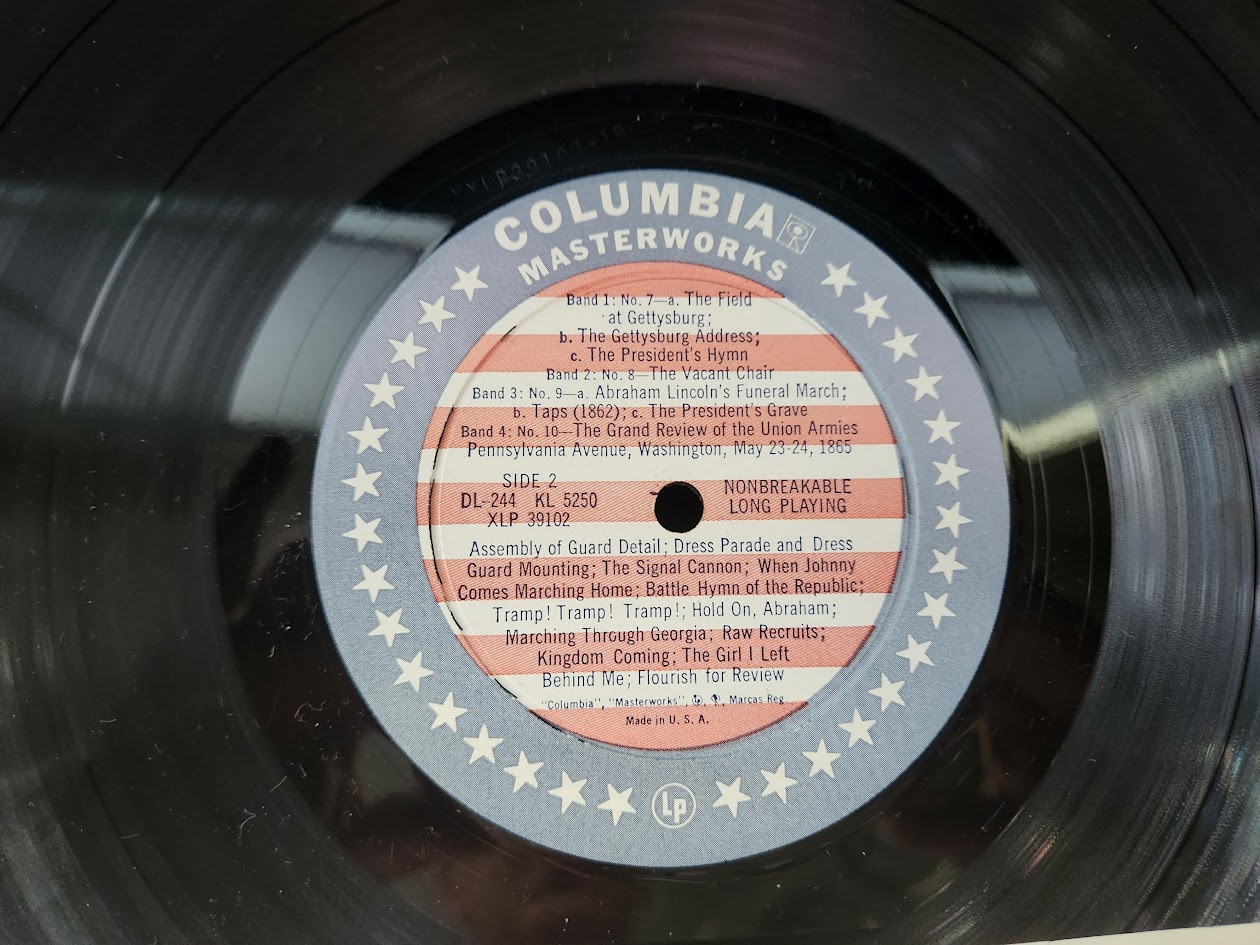 COLUMBIA
MASTERWORKS
Band 1: No. 7—a. The Field
at Gettysburg;
b. The Gettysburg Address;
c. The President's Hymn
Band 2: No. 8—The Vacant Chair
Band 3: No. 9—a. Abraham Lincoln's Funeral March;
b. Taps (1862); c. The President's Grave
Band 4: No. 10—The Grand Review of the Union Armies
Pennsylvania Avenue, Washington, May 23-24, 1865
SIDE 2
DL-244 KL 5250
XLP 39102
NONBREAKABLE
LONG PLAYING
Assembly of Guard Detail; Dress Parade and Dress
Guard Mounting; The Signal Cannon; When Johnny
Comes Marching Home; Battle Hymn of the Republic;
Tramp! Tramp! Tramp!; Hold On, Abraham;
Marching Through Georgia; Raw Recruits;
Kingdom Coming; The Girl I Left
Behind Me; Flourish for Review
"Columbia", "Masterworks", Marcas Reg.
Made in U. S. A.
Lp